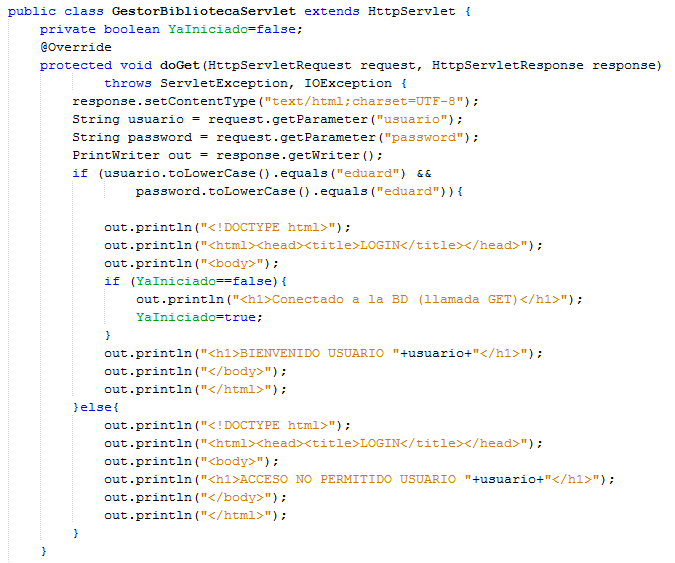 public class GestorBibliotecaServlet extends HttpServlet {
    private boolean YaIniciado=false;
    @Override
    protected void doGet(HttpServletRequest request, HttpServletResponse response)
            throws ServletException, IOException {
        response.setContentType("text/html;charset=UTF-8");
        String usuario = request.getParameter("usuario");
        String password = request.getParameter("password");
        PrintWriter out = response.getWriter();
        if (usuario.toLowerCase().equals("eduard") &&
                password.toLowerCase().equals("eduard")){
            out.println("<!DOCTYPE html>");
            out.println("<html><head><title>LOGIN</title></head>");
            out.println("<body>");
            if (YaIniciado==false){
                out.println("<h1>Conectado a la BD (llamada GET)</h1>");
                YaIniciado=true;
            }
            out.println("<h1>BIENVENIDO USUARIO "+usuario+"</h1>");
            out.println("</body>");
            out.println("</html>");
        }else{
            out.println("<!DOCTYPE html>");
            out.println("<html><head><title>LOGIN</title></head>");
            out.println("<body>");
            out.println("<h1>ACCESO NO PERMITIDO USUARIO "+usuario+"</h1>");
            out.println("</body>");
            out.println("</html>");
        }
    }